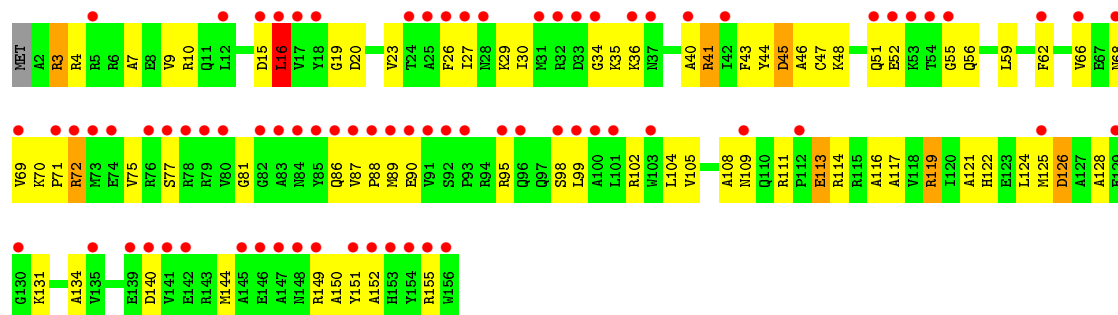 MET A2 R3 R4 R5 R6 A7 E8 V9 R10 Q11 L12 D15 L16 V17 Y18 G19 D20 V23 T24 A25 F26 I27 N28 K29 I30 M31 R32 D33 G34 K35 K36 N37 A40 R41 I42 F43 Y44 D45 A46 C47 K48 Q51 E52 K53 T54 G55 Q56 L59 F62 V66 E67 N68
V69 K70 P71 R72 M73 E74 V75 R76 S77 R78 R79 V80 G81 G82 A83 N84 Y85 Q86 V87 P88 M89 E90 V91 S92 P93 R94 R95 Q96 Q97 S98 L99 A100 L101 R102 W103 L104 V105 A108 N109 Q110 R111 P112 E113 R114 R115 A116 A117 V118 R119 I120 A121 H122 E123 L124 M125 D126 A127 A128 E129
G130 K131 A134 V135 E139 D140 V141 E142 R143 M144 A145 E146 A147 N148 R149 A150 Y151 A152 H153 Y154 R155 W156